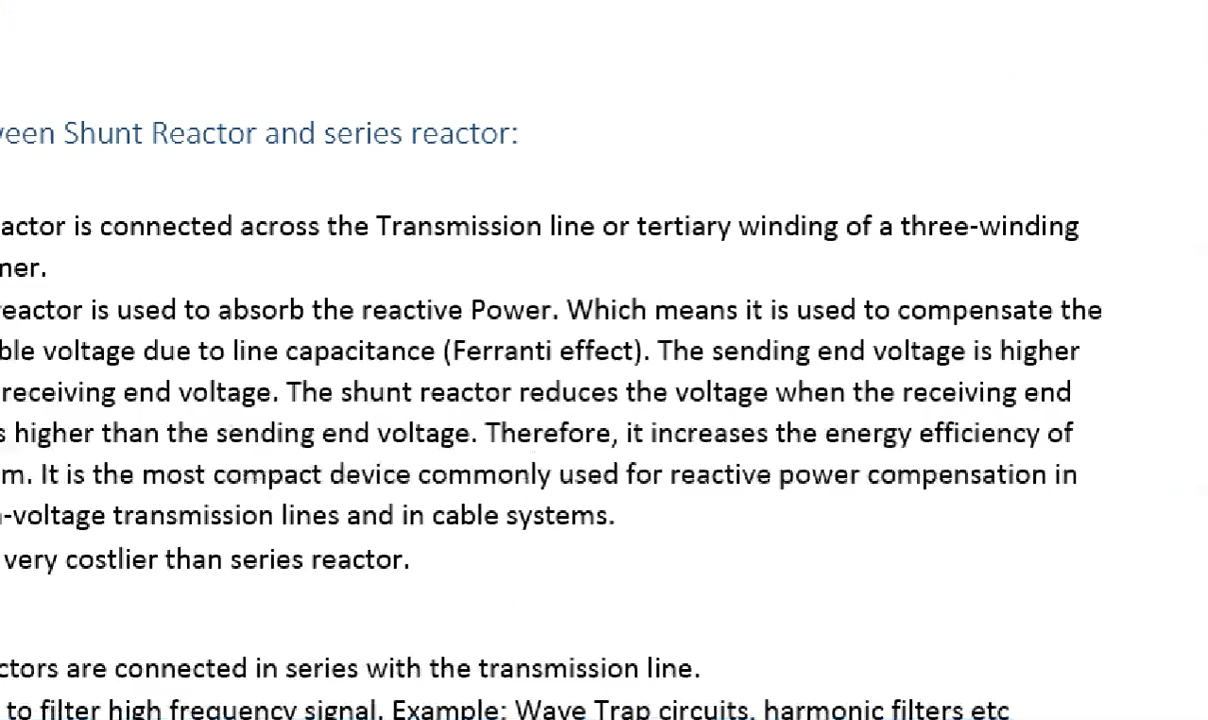 ween Shunt Reactor and series reactor:
actor is connected across the Transmission line or tertiary winding of a three-winding
ner.
reactor is used to absorb the reactive Power. Which means it is used to compensate the
ble voltage due to line capacitance (Ferranti effect). The sending end voltage is higher
receiving end voltage. The shunt reactor reduces the voltage when the receiving end
s higher than the sending end voltage. Therefore, it increases the energy efficiency of
m. It is the most compact device commonly used for reactive power compensation in
-voltage transmission lines and in cable systems.
very costlier than series reactor.
ctors are connected in series with the transmission line.
to filter high frequency signal. Example: Wave Trap circuits, harmonic filters etc